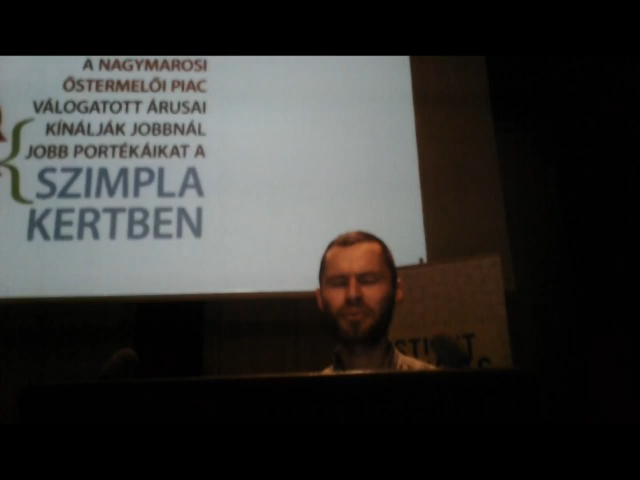 A NAGYMAROSI
ŐSTERMELŐI PIAC
VÁLOGATOTT ÁRUSAI
KÍNÁLJÁK JOBBNÁL
JOBB PORTÉKÁIKAT A
SZIMPLA
KERTBEN